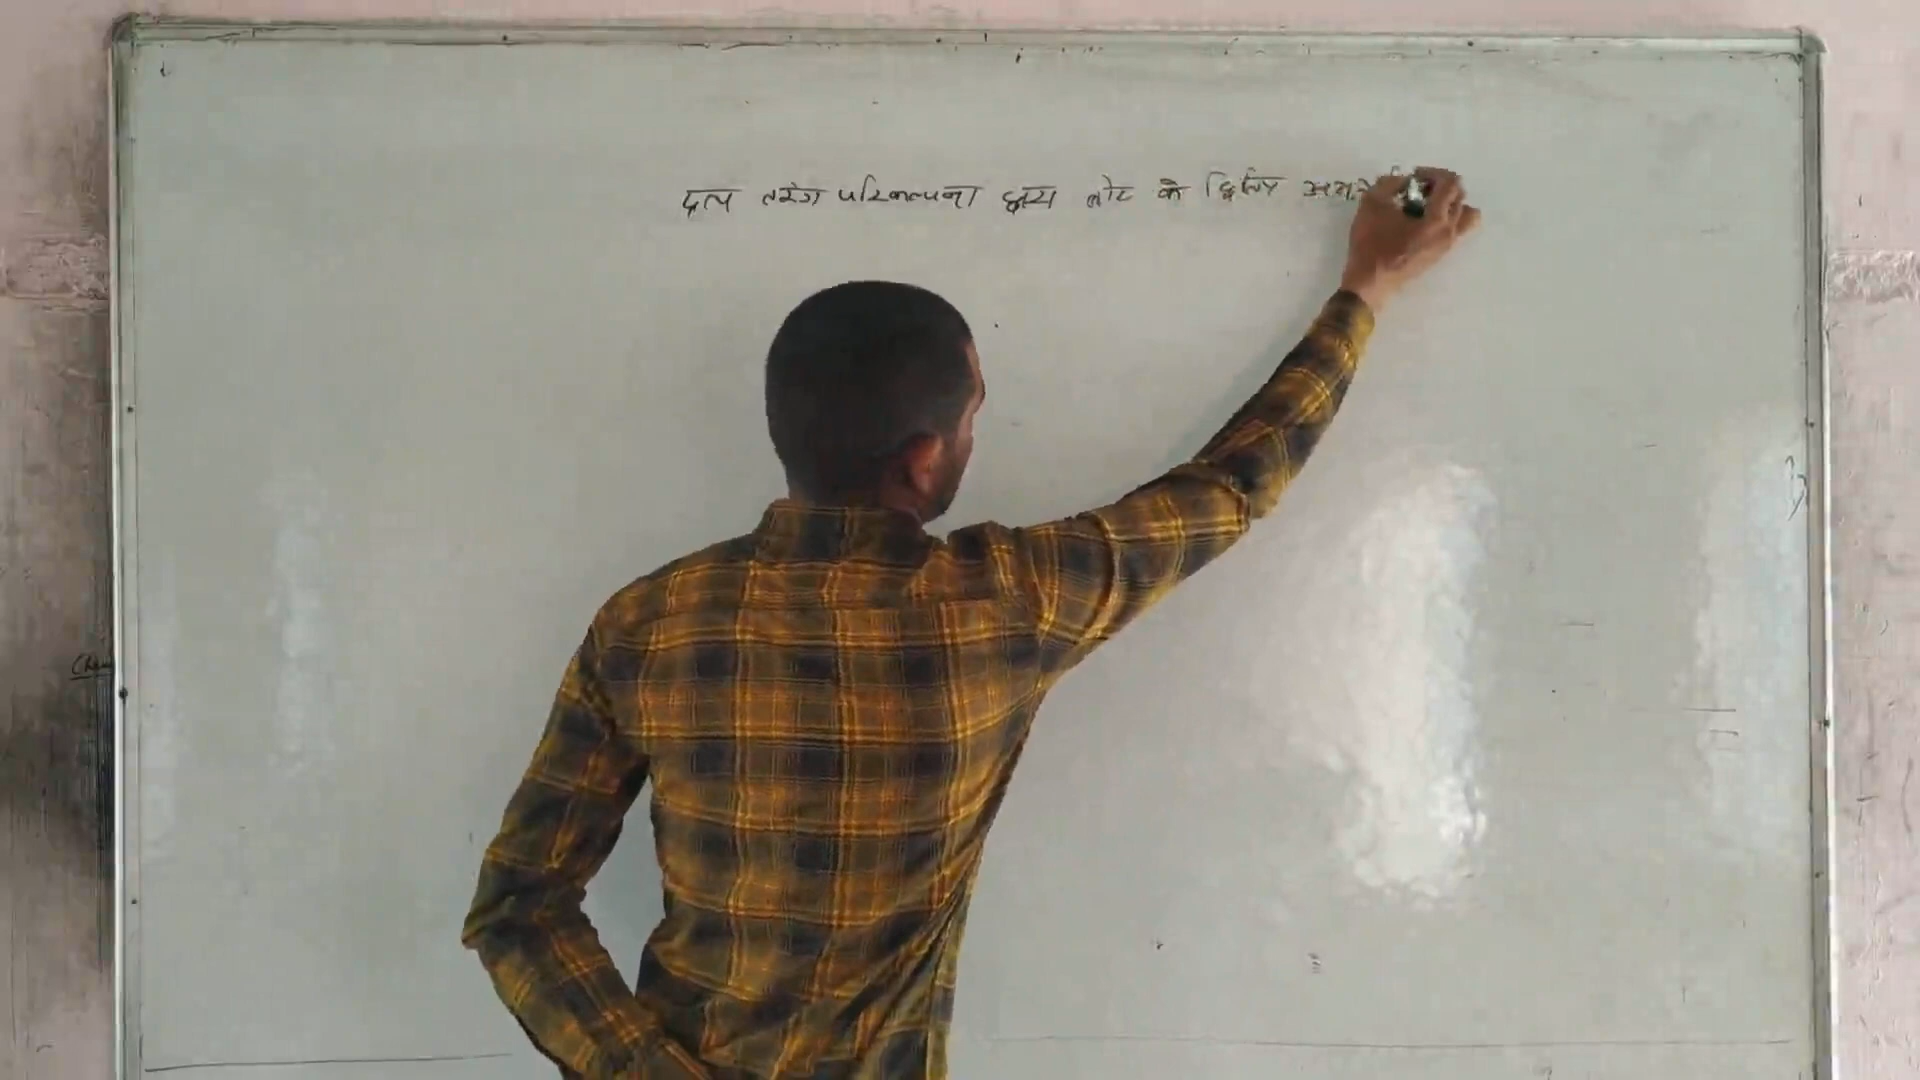 द्रव्य तरंग परिकल्पना द्वारा बोर के द्वितीय